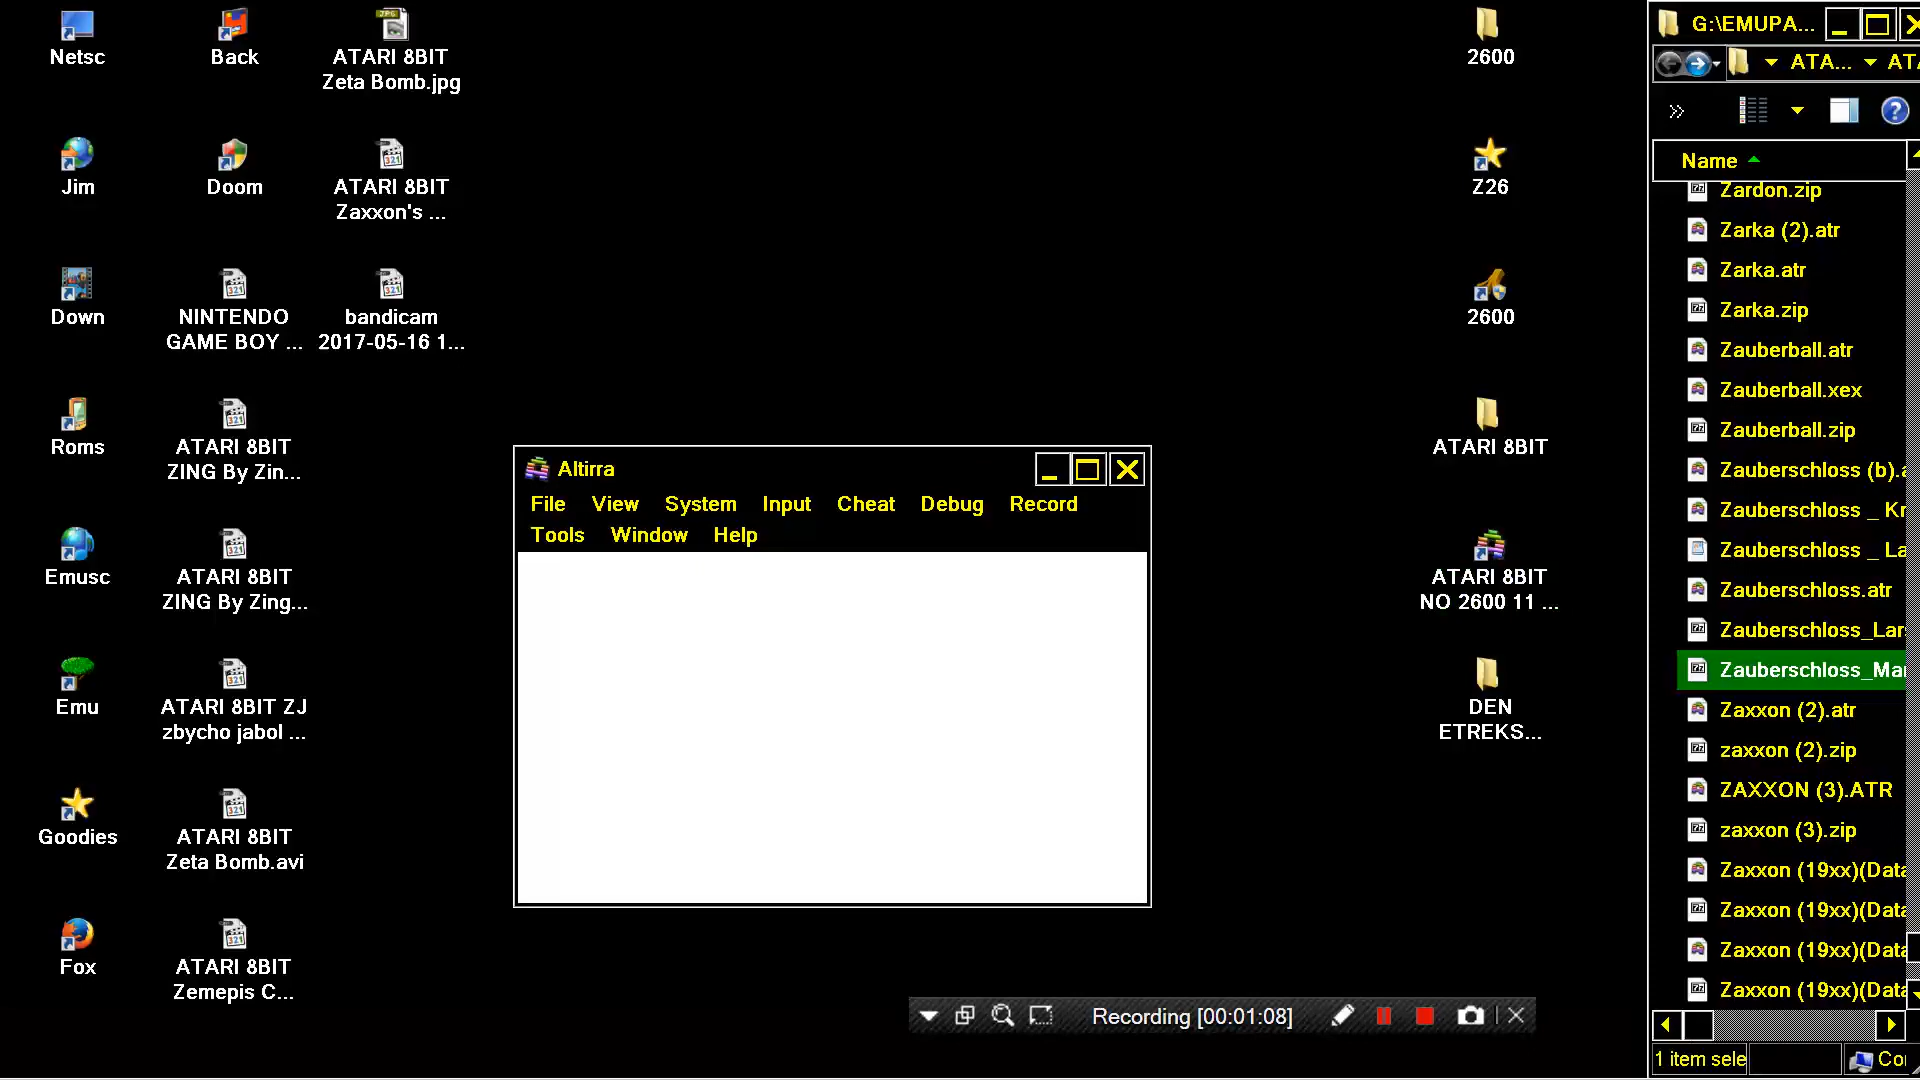 Netsc
Back
ATARI 8BIT
Zeta Bomb.jpg
Jim
Doom
ATARI 8BIT
Zaxxon's ...
Down
NINTENDO
GAME BOY ...
bandicam
2017-05-16 1...
Roms
ATARI 8BIT
ZING By Zin...
Emusc
ATARI 8BIT
ZING By Zing...
Emu
ATARI 8BIT ZJ
zbycho jabol ...
Goodies
ATARI 8BIT
Zeta Bomb.avi
Fox
ATARI 8BIT
Zemepis C...
Altirra
File View System Input Cheat Debug Record
Tools Window Help
Recording [00:01:08]
2600
Z26
2600
ATARI 8BIT
ATARI 8BIT
NO 2600 11 ...
DEN
ETREKS...
G:\EMUPA...
ATA... ATA
Name
Zardon.zip
Zarka (2).atr
Zarka.atr
Zarka.zip
Zauberball.atr
Zauberball.xex
Zauberball.zip
Zauberschloss (b).a
Zauberschloss _ Kr
Zauberschloss _ La
Zauberschloss.atr
Zauberschloss_Lar
Zauberschloss_Mar
Zaxxon (2).atr
zaxxon (2).zip
ZAXXON (3).ATR
zaxxon (3).zip
Zaxxon (19xx)(Data
Zaxxon (19xx)(Data
Zaxxon (19xx)(Data
Zaxxon (19xx)(Data
1 item sele
Co